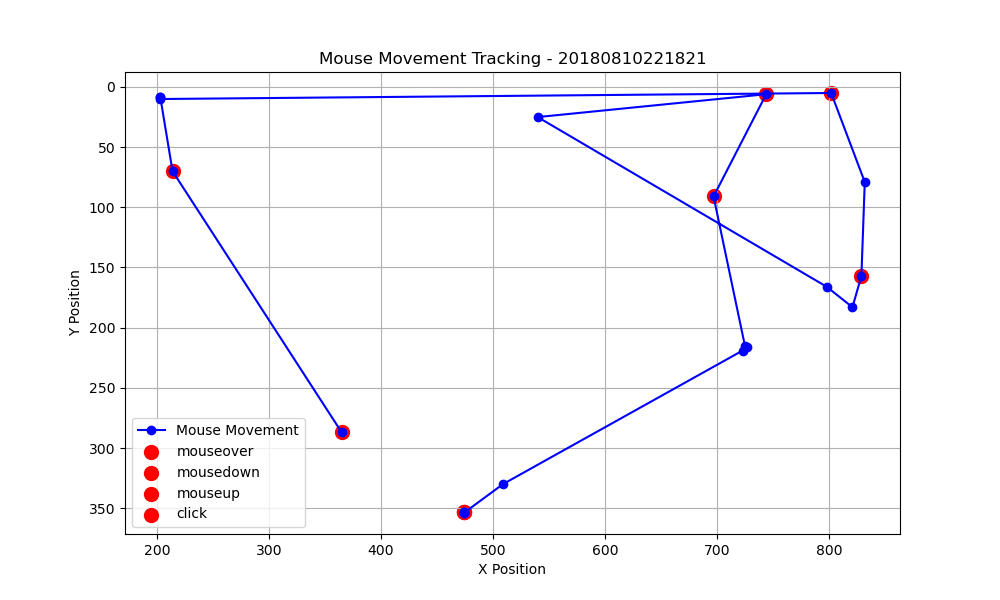 Mouse Movement Tracking - 20180810221821
0
50
100
150
200
250
300
350
Y Position
Mouse Movement
mouseover
mousedown
mouseup
click
200 300 400 500 600 700 800
X Position